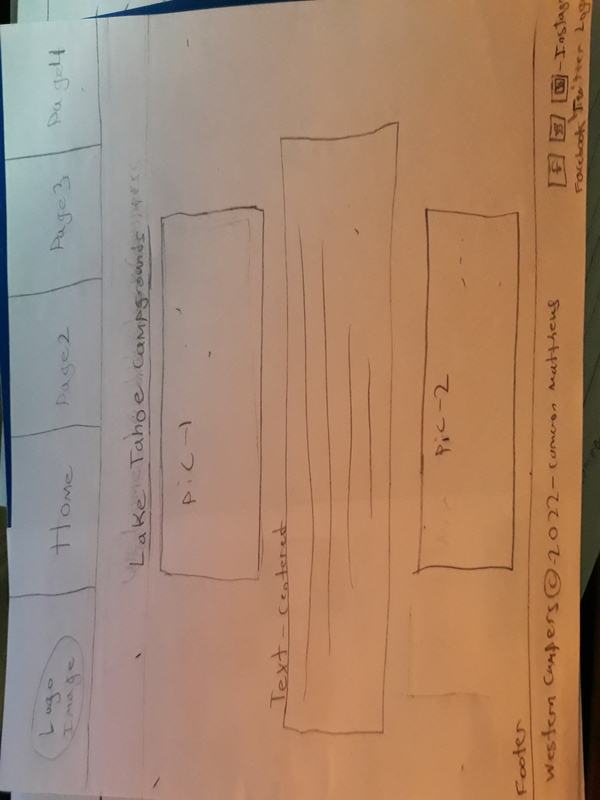 Logo
Image
Home
Page2
Page3
Page4
Lake Tahoe Campgrounds
Pic-1
Text-centered
Pic-2
Footer
Western Campers © 2022-Cameron Matthews
F
-Instag
Facebook Twitter Logo